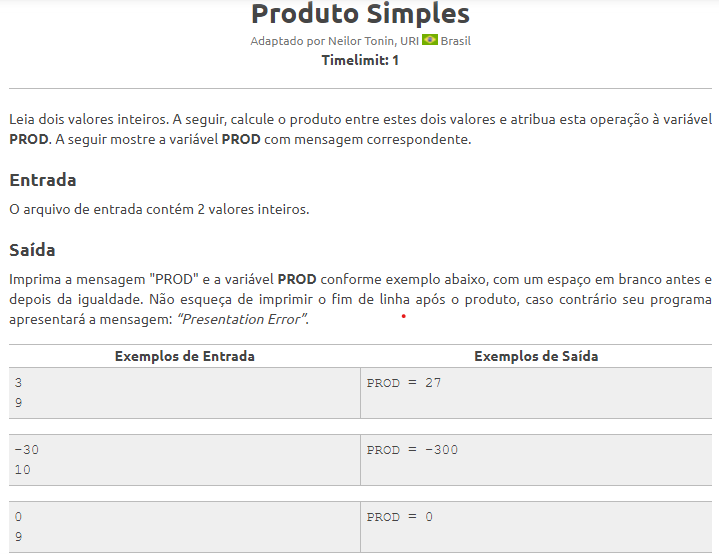 Produto Simples
Adaptado por Neilor Tonin, URI Brasil
Timelimit: 1
Leia dois valores inteiros. A seguir, calcule o produto entre estes dois valores e atribua esta operação à variável
PROD. A seguir mostre a variável PROD com mensagem correspondente.
Entrada
O arquivo de entrada contém 2 valores inteiros.
Saída
Imprima a mensagem "PROD" e a variável PROD conforme exemplo abaixo, com um espaço em branco antes e
depois da igualdade. Não esqueça de imprimir o fim de linha após o produto, caso contrário seu programa
apresentará a mensagem: “Presentation Error”.
Exemplos de Entrada Exemplos de Saída
3 PROD = 27
9
-30 PROD = -300
10
0 PROD = 0
9